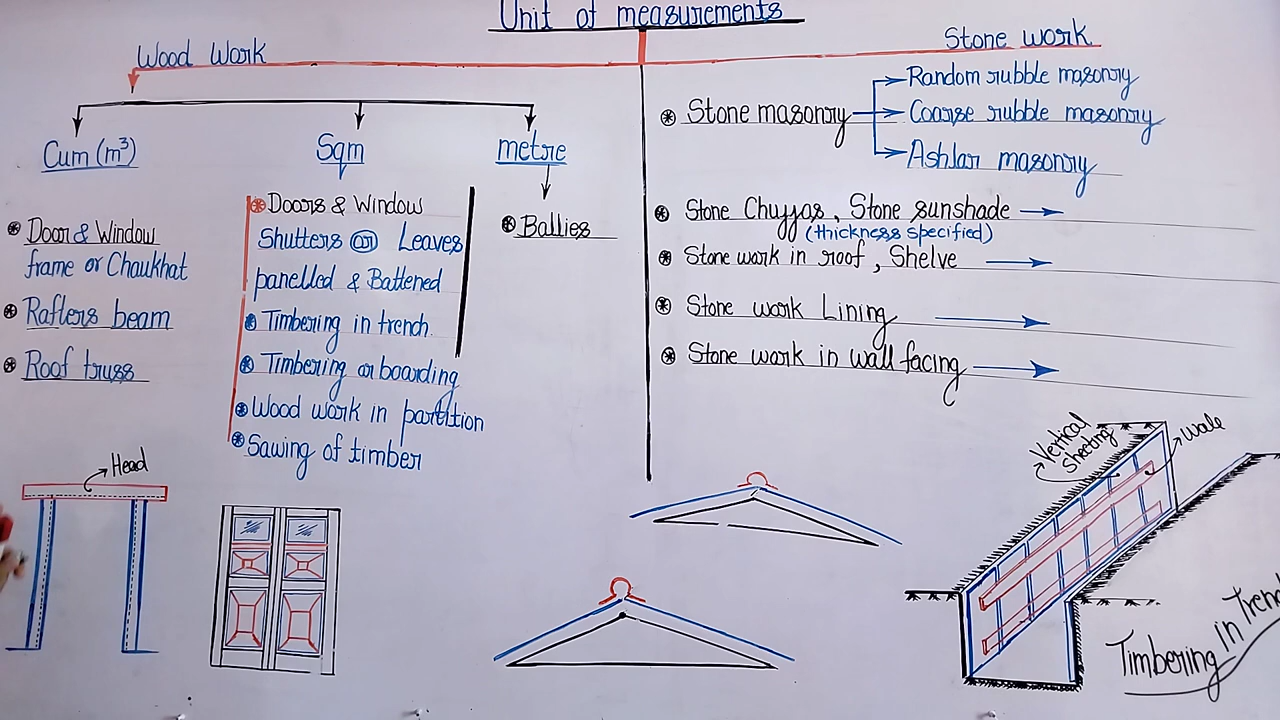 Unit of measurements
Wood Work
Stone work
Cum (m³)
Sqm
metre
Door & Window
frame or Chaukhat
Rafters beam
Roof truss
Doors & Window
Shutters or Leaves
panelled & Battened
Timbering in trench
Timbering or boarding
Wood work in partition
Sawing of timber
Ballies
Stone masonry
Random rubble masonry
Coarse rubble masonry
Ashlar masonry
Stone Chujjas, Stone sunshade
(thickness specified)
Stone work in roof, Shelve
Stone work Lining
Stone work in wall facing
Head
Vertical
sheeting
Wale
Timbering in Trend